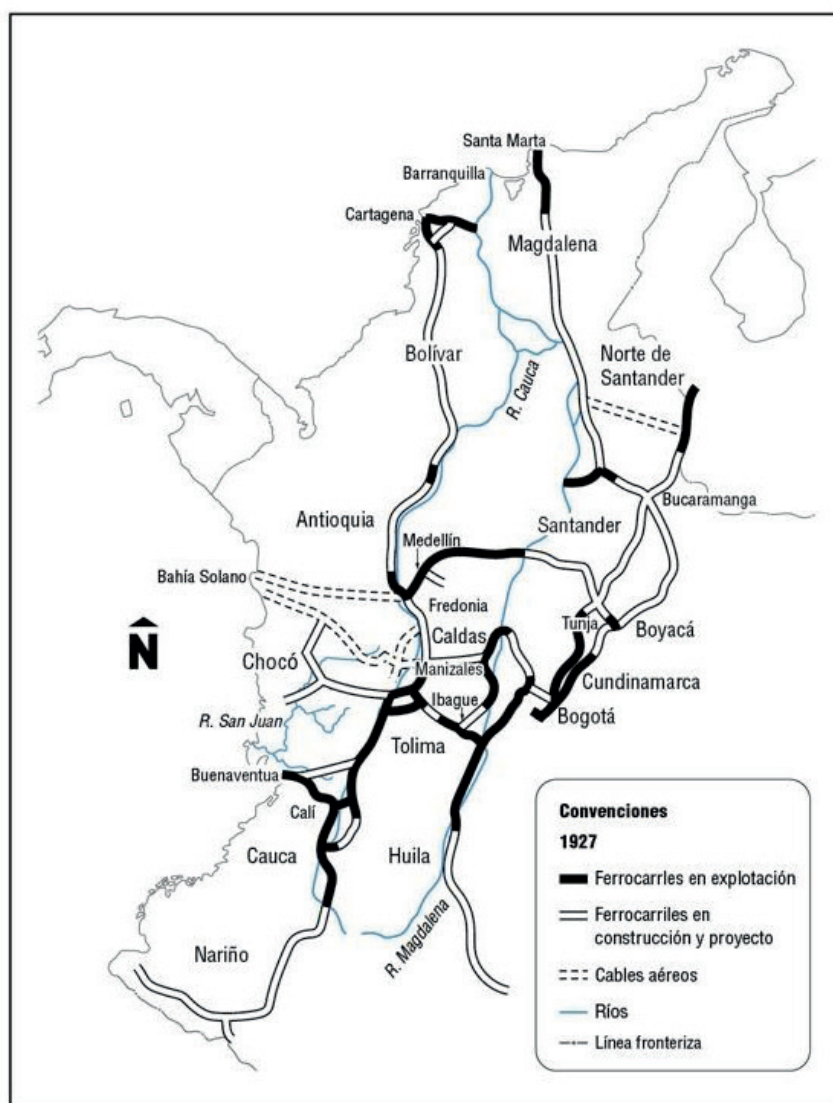 Santa Marta
Barranquilla
Cartagena
Magdalena
Bolívar
R. Cauca
Norte de
Santander
Antioquia
Medellín
Santander
Bucaramanga
Bahía Solano
Fredonia
Caldas
Tunja
Boyacá
N
Chocó
Manizales
Cundinamarca
Ibague
Bogotá
R. San Juan
Tolima
Buenaventua
Calí
Cauca
Huila
R. Magdalena
Nariño
Convenciones
1927
Ferrocarrles en explotación
Ferrocarriles en
construcción y proyecto
Cables aéreos
Ríos
Línea fronteriza